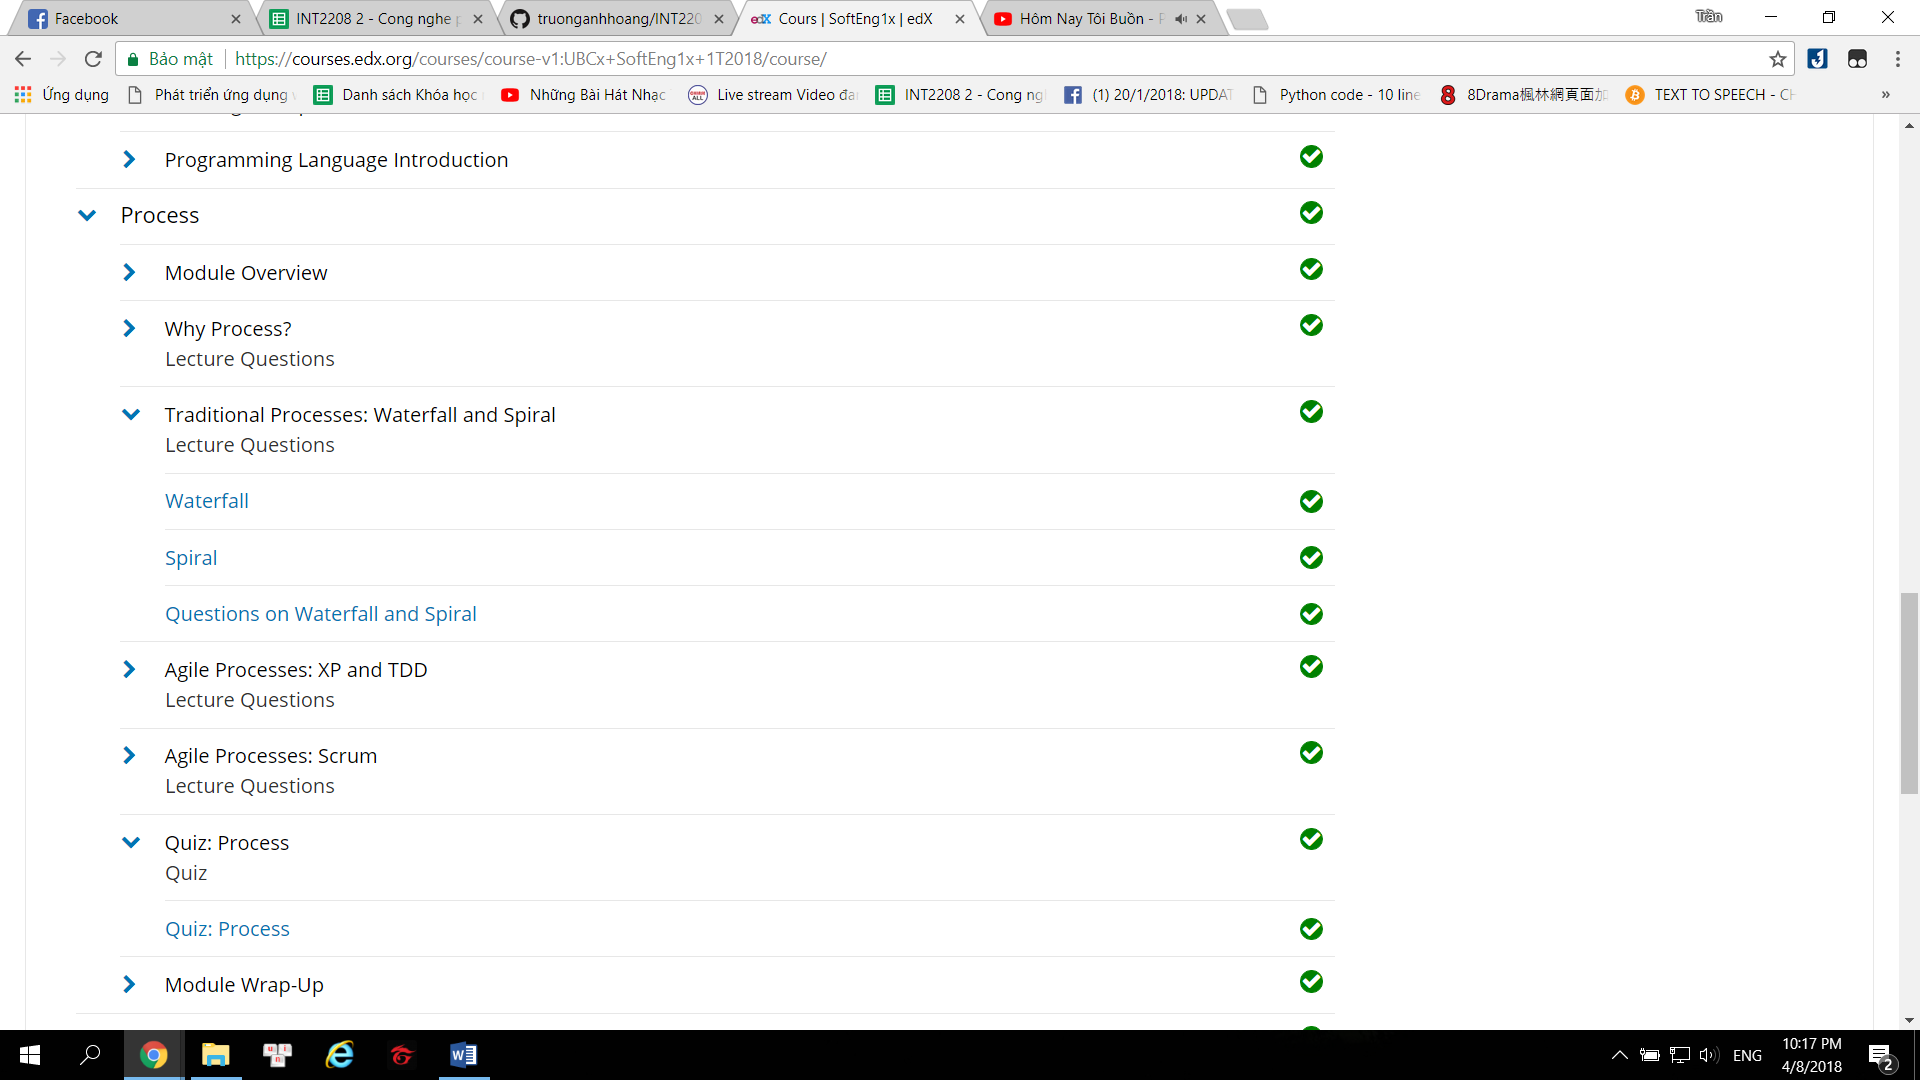 Facebook
INT2208 2 - Cong nghe p
truonganhhoang/INT220
edX Cours | SoftEng1x | edX
Hôm Nay Tôi Buồn - P
Trần
Bảo mật https://courses.edx.org/courses/course-v1:UBCx+SoftEng1x+1T2018/course/
Ứng dụng
Phát triển ứng dụng v
Danh sách Khóa học
Những Bài Hát Nhạc
Live stream Video đa
INT2208 2 - Cong ng
(1) 20/1/2018: UPDAT
Python code - 10 line
8Drama楓林網頁面加
TEXT TO SPEECH - CH
»
Programming Language Introduction
Process
Module Overview
Why Process?
Lecture Questions
Traditional Processes: Waterfall and Spiral
Lecture Questions
Waterfall
Spiral
Questions on Waterfall and Spiral
Agile Processes: XP and TDD
Lecture Questions
Agile Processes: Scrum
Lecture Questions
Quiz: Process
Quiz
Quiz: Process
Module Wrap-Up
ENG
10:17 PM
4/8/2018
2